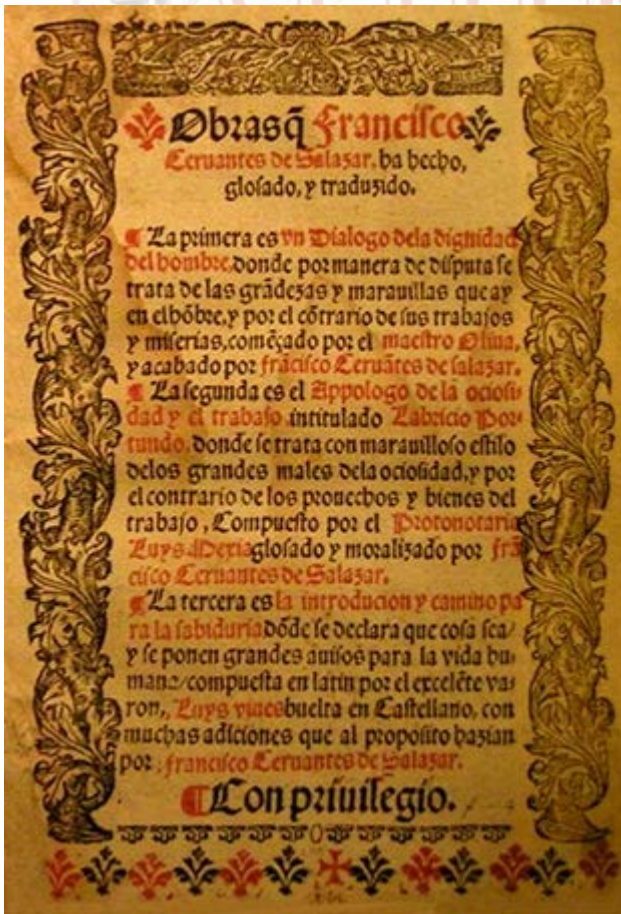 Obras q̃ Francisco
Ceruantes de Salazar, ha hecho,
glosado, y traduzido.
¶ La primera es vn Dialogo dela dignidad
del hombre, donde por manera de disputa se
trata de las grãdezas y marauillas que ay
en el hõbre, y por el cõtrario de sus trabajos
y miserias, comẽçado por el maestro Oliua,
y acabado por frãcisco Ceruãtes de salazar.
¶ La segunda es el Appologo de la ociosi-
dad y el trabajo, intitulado Labricio Por-
tundo, donde se trata con marauilloso estilo
delos grandes males dela ociosidad, y por
el contrario de los prouechos y bienes del
trabajo, Compuesto por el Protonotario
Luys Mexia glosado y moralizado por frã
cisco Ceruantes de Salazar.
¶ La tercera es la introducion y camino pa
ra la sabiduria dõde se declara que cosa sea/
y se ponen grandes auisos para la vida hu-
mana/compuesta en latin por el excelẽte va-
ron, Luys viues buelta en Castellano, con
muchas adiciones que al proposito hazian
por francisco Ceruantes de Salazar.
¶ Con priuilegio.